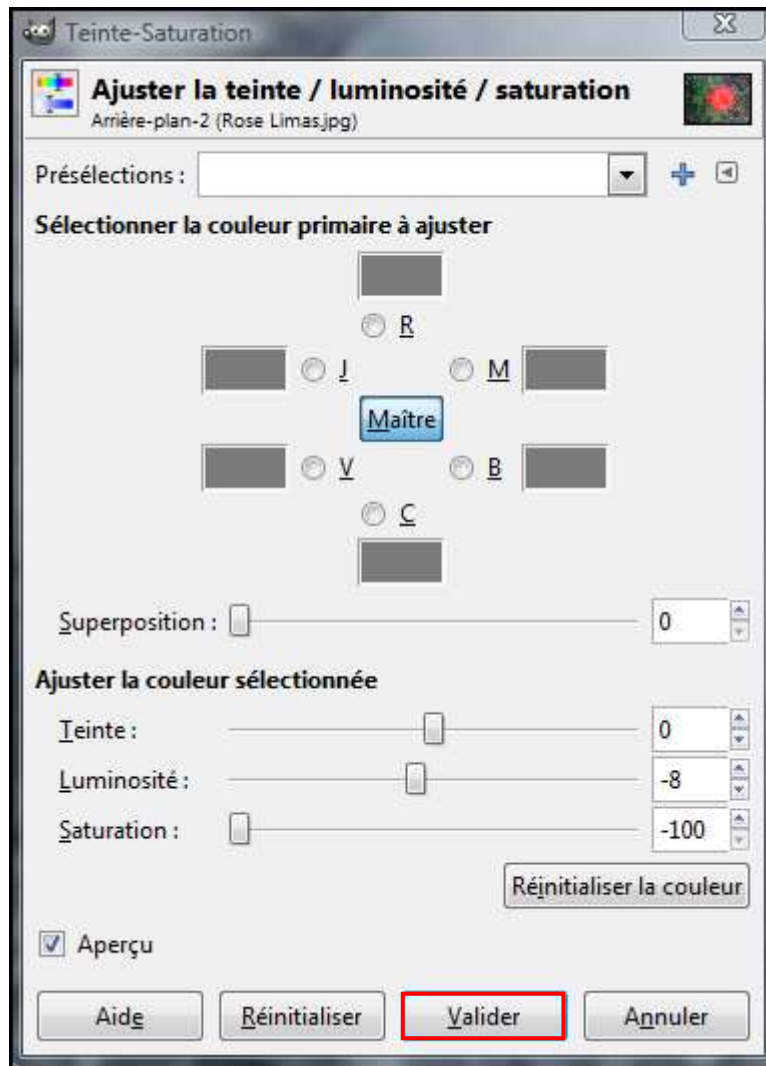 Teinte-Saturation
Ajuster la teinte / luminosité / saturation
Arrière-plan-2 (Rose Limas.jpg)
Présélections :
Sélectionner la couleur primaire à ajuster
R
J M
Maître
V B
C
Superposition : 0
Ajuster la couleur sélectionnée
Teinte : 0
Luminosité : -8
Saturation : -100
Réinitialiser la couleur
Aperçu
Aide Réinitialiser Valider Annuler